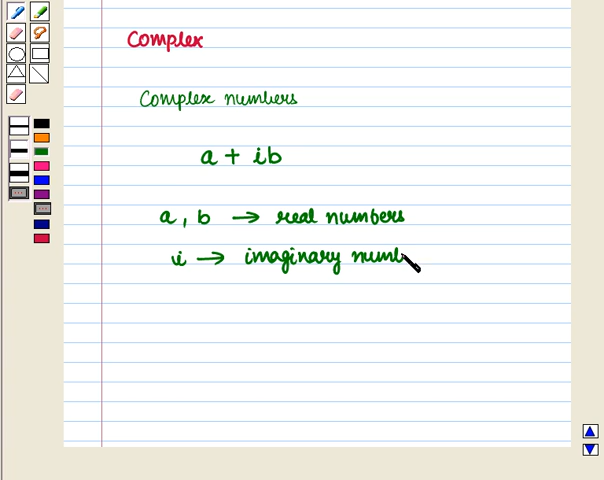 Complex
Complex numbers
a + ib
a, b → real numbers
i → imaginary numb